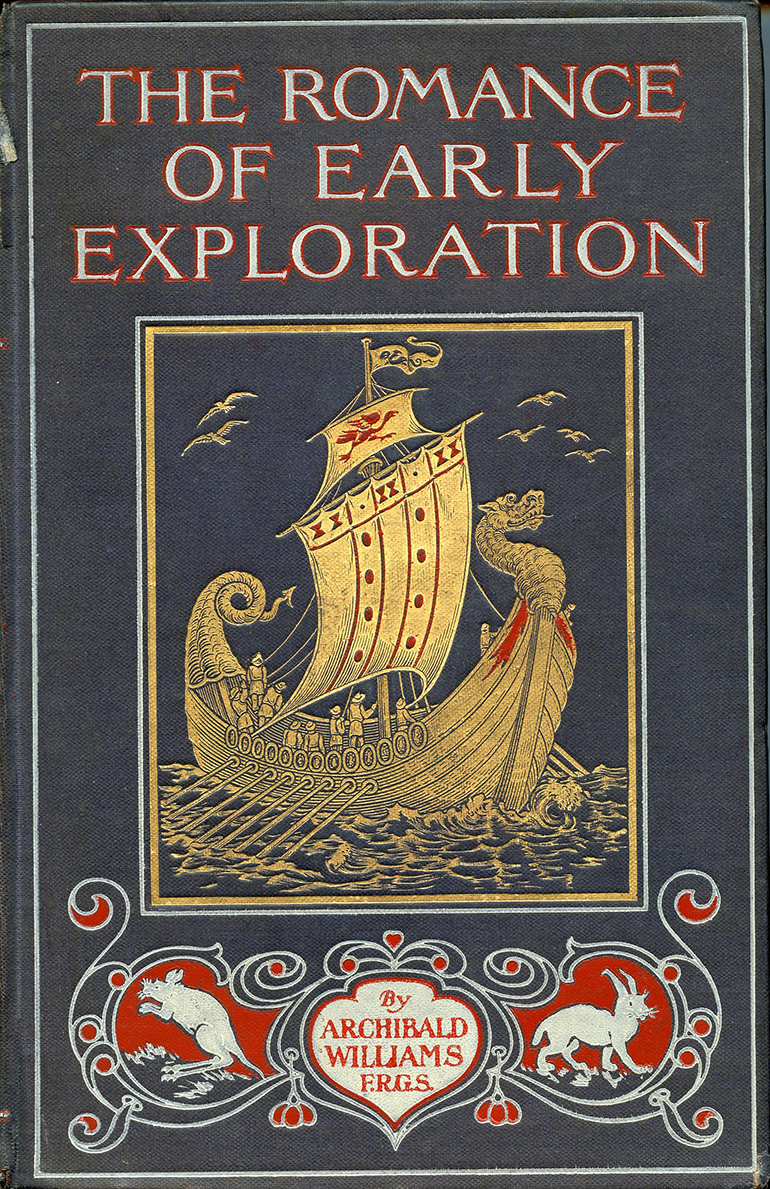 THE ROMANCE
OF EARLY
EXPLORATION
By
ARCHIBALD
WILLIAMS
F.R.G.S.